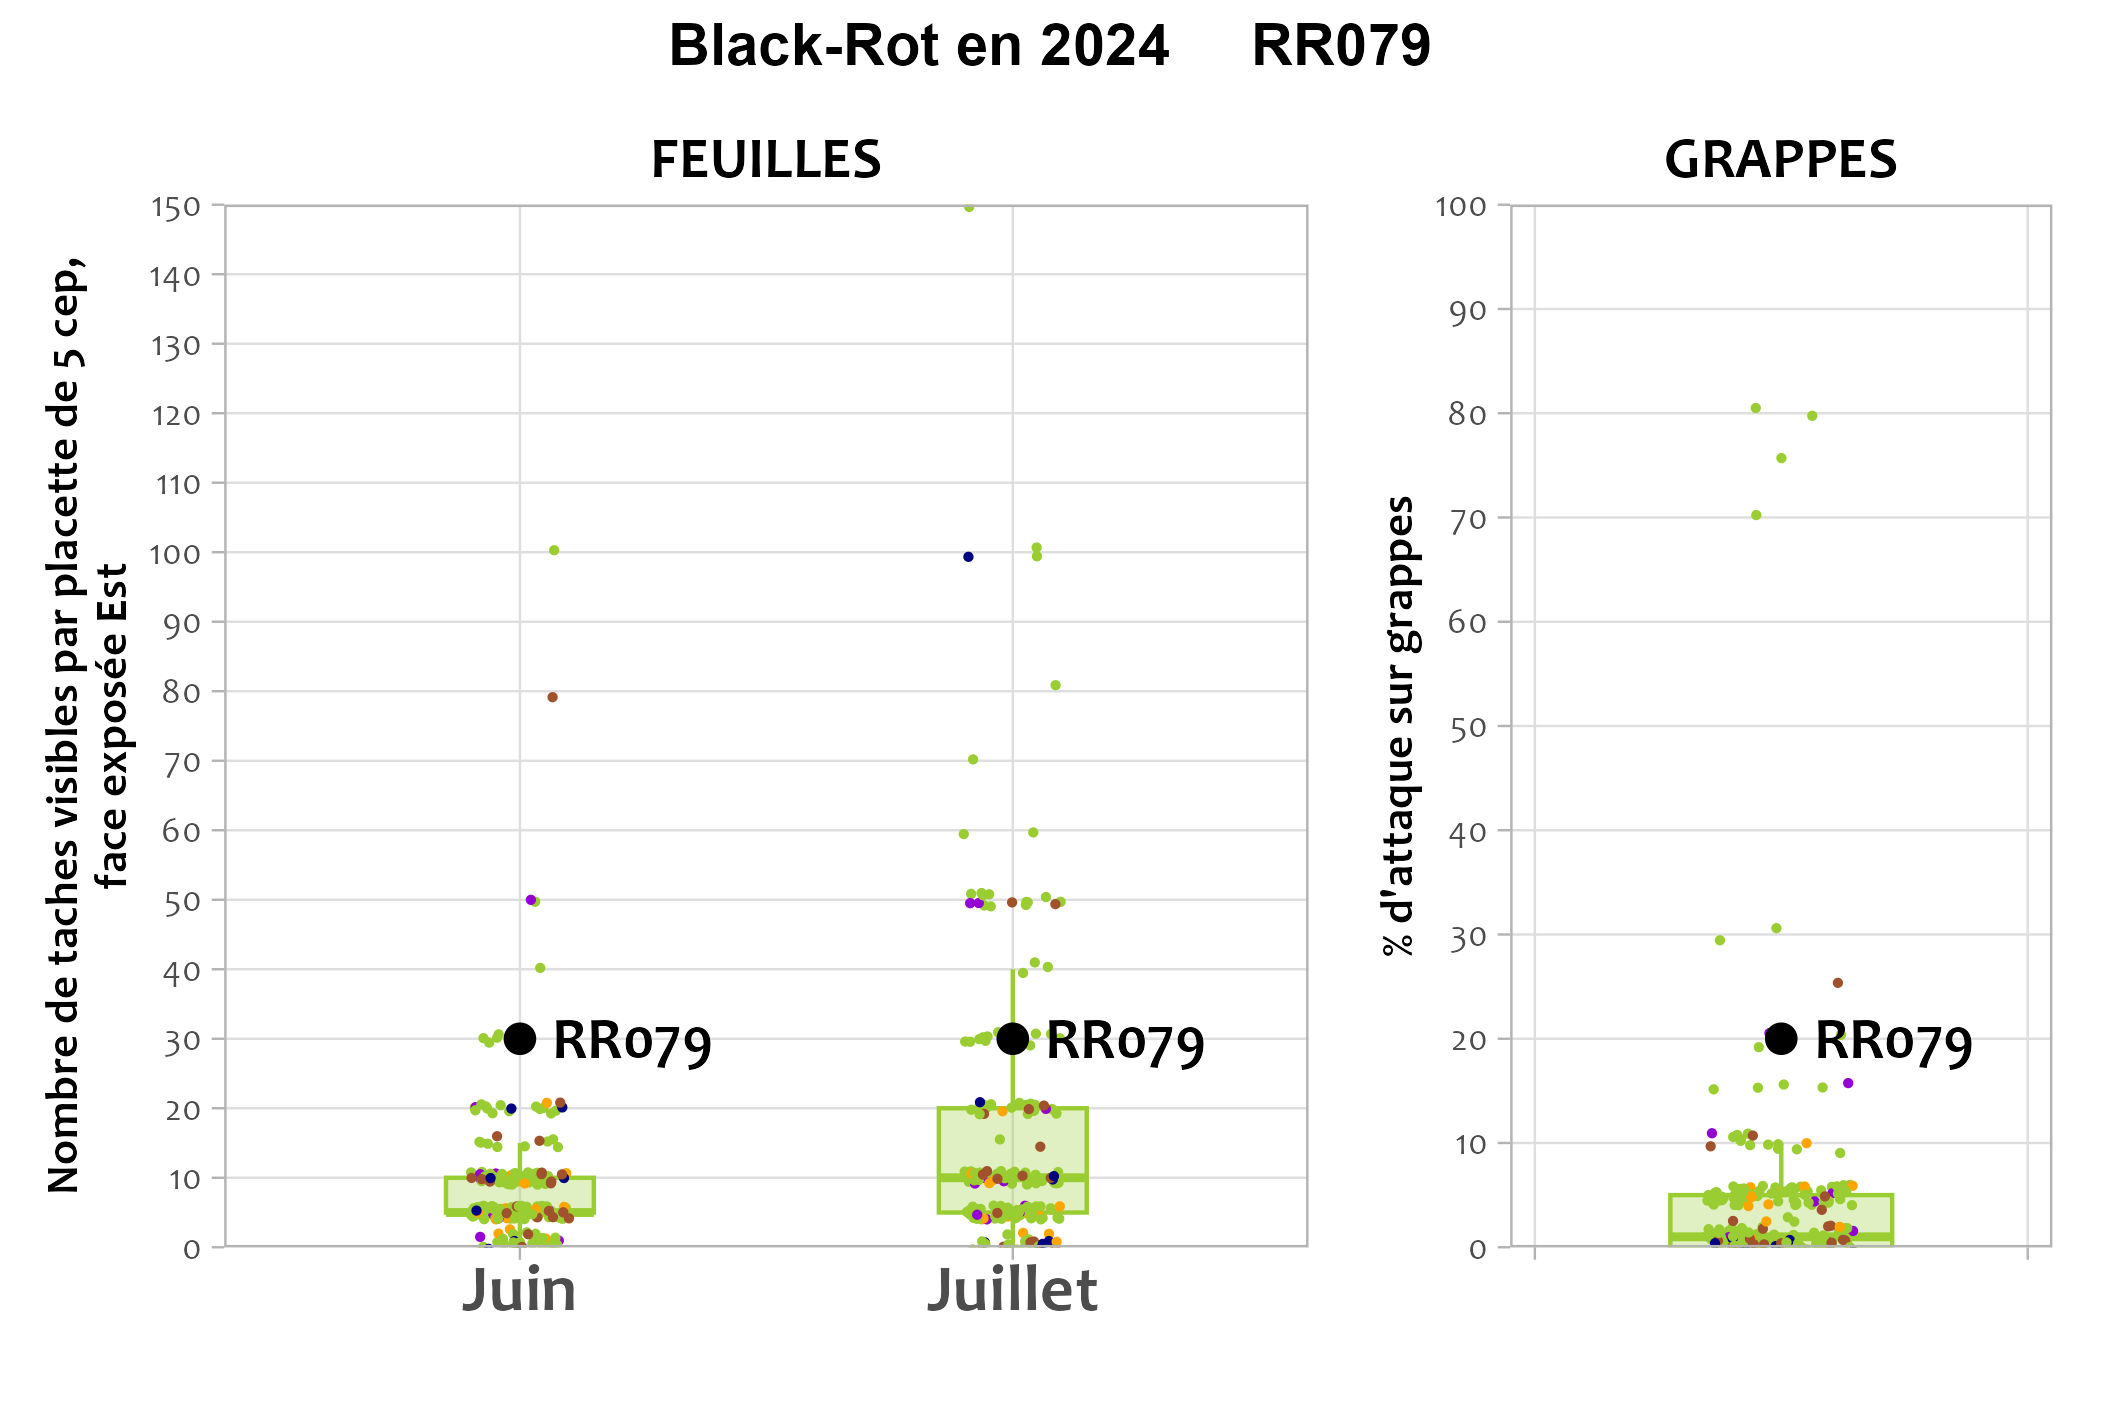 Black-Rot en 2024 RR079
FEUILLES
GRAPPES
Nombre de taches visibles par placette de 5 cep,
face exposée Est
150
140
130
120
110
100
90
80
70
60
50
40
30
20
10
0
RR079
RR079
Juin
Juillet
% d'attaque sur grappes
100
90
80
70
60
50
40
30
20
10
0
RR079